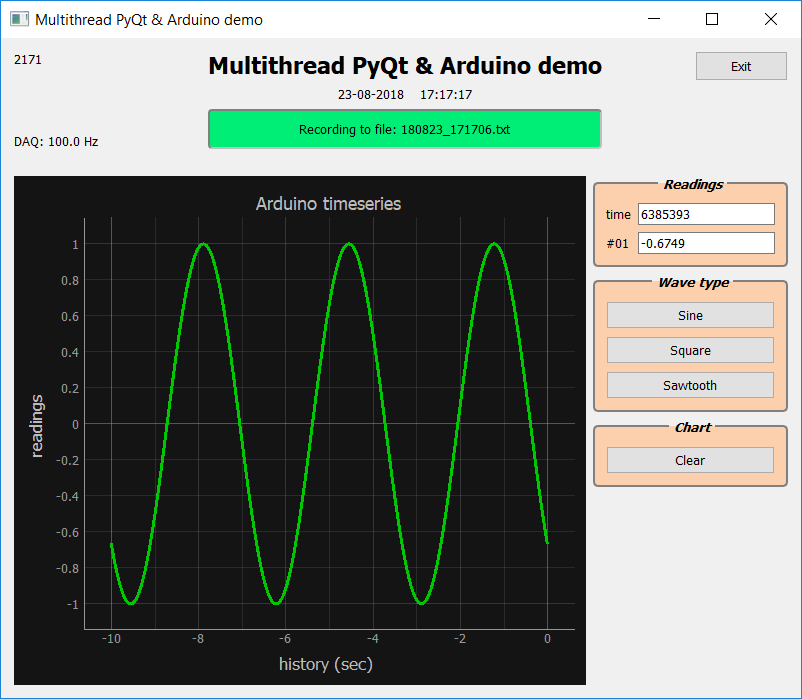 Multithread PyQt & Arduino demo
2171
Multithread PyQt & Arduino demo
Exit
23-08-2018 17:17:17
Recording to file: 180823_171706.txt
DAQ: 100.0 Hz
Arduino timeseries
1
0.8
0.6
0.4
0.2
0
-0.2
-0.4
-0.6
-0.8
-1
readings
-10 -8 -6 -4 -2 0
history (sec)
Readings
time 6385393
#01 -0.6749
Wave type
Sine
Square
Sawtooth
Chart
Clear